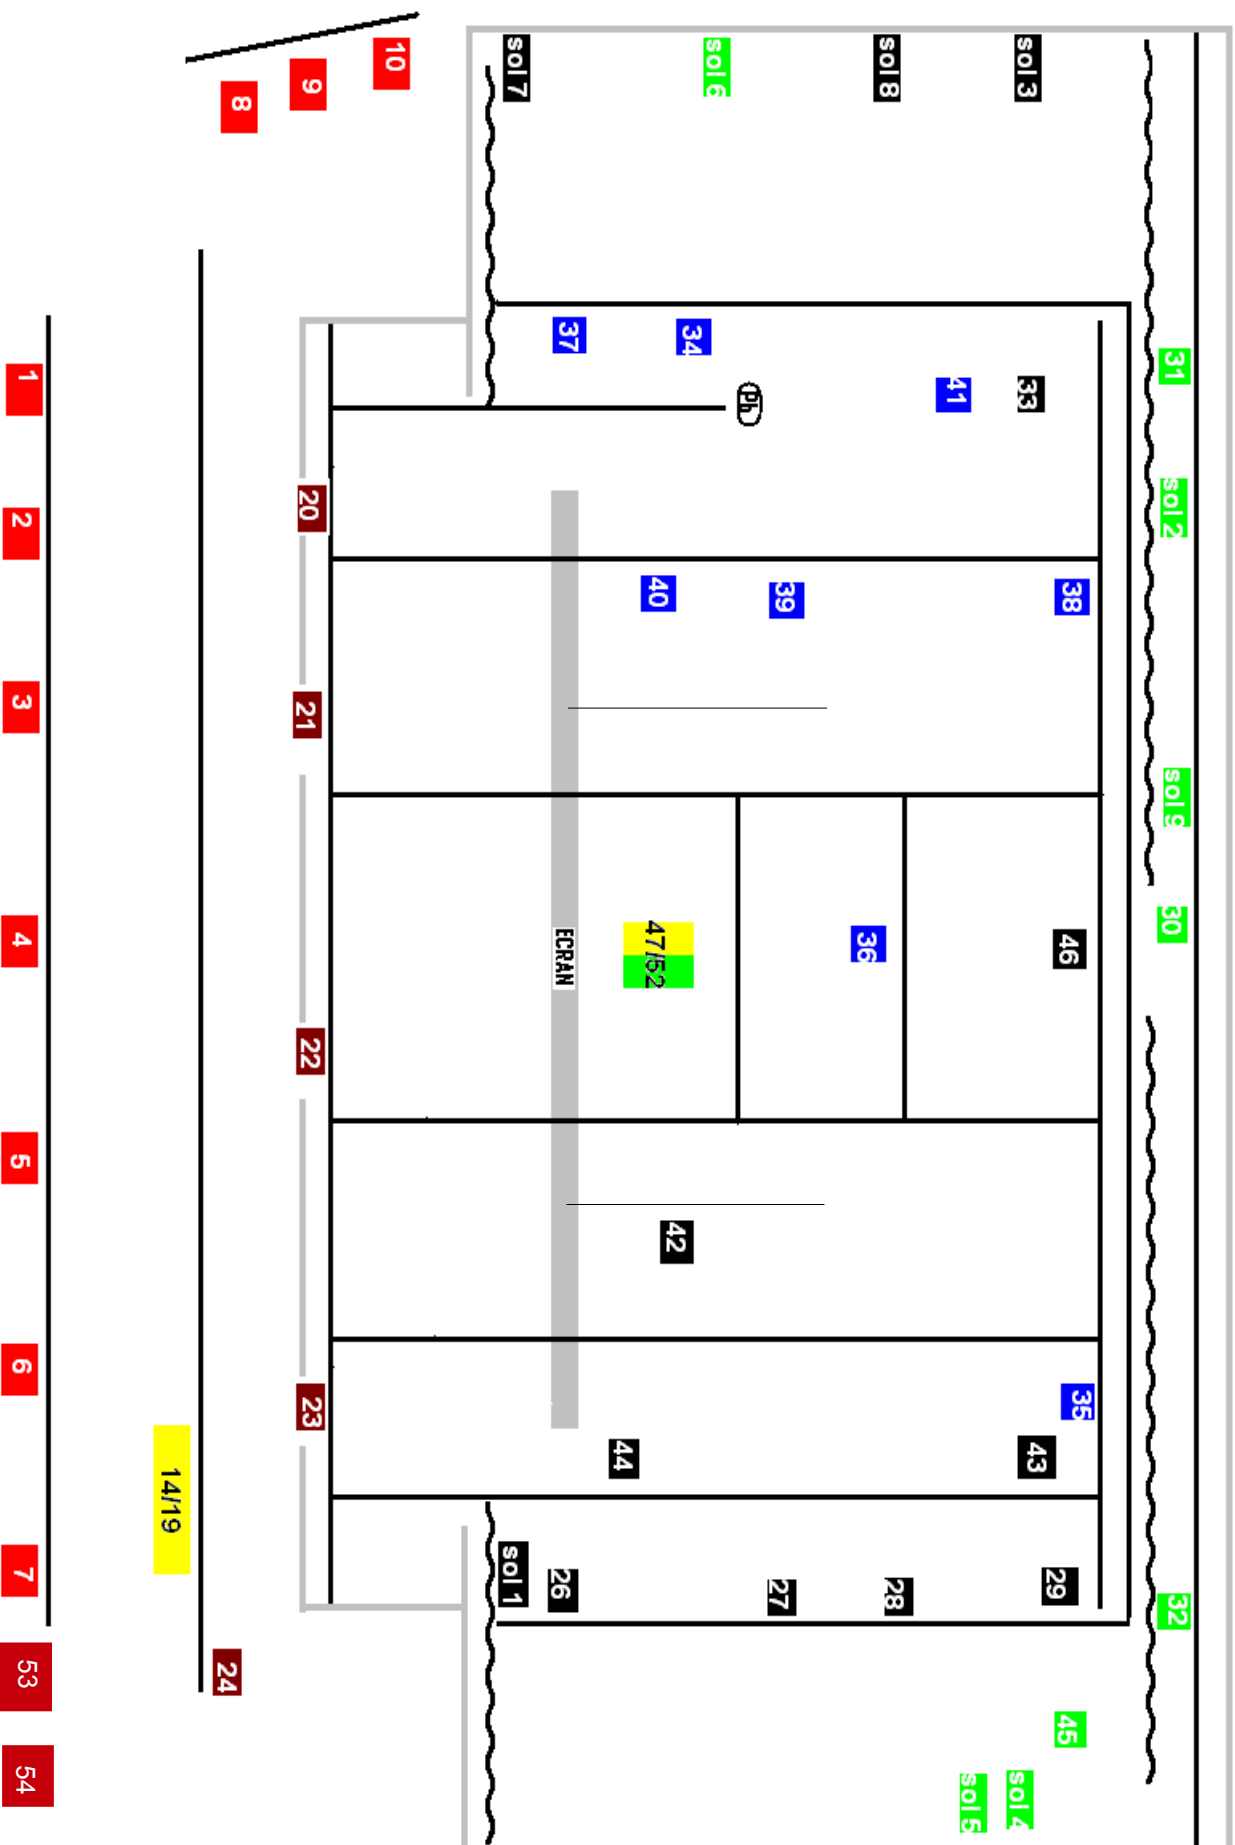 31 sol 2 sol 9 30 32
38 46 35 45
sol 3 33 43 29 sol 4
41 sol 5
sol 8 36 28
39 27
Ph
sol 6 34 40 47/52 42
44
37 ECRAN 26
sol 7 sol 1
10
9 20 21 22 23
8 24
14/19
1 2 3 4 5 6 7 53 54